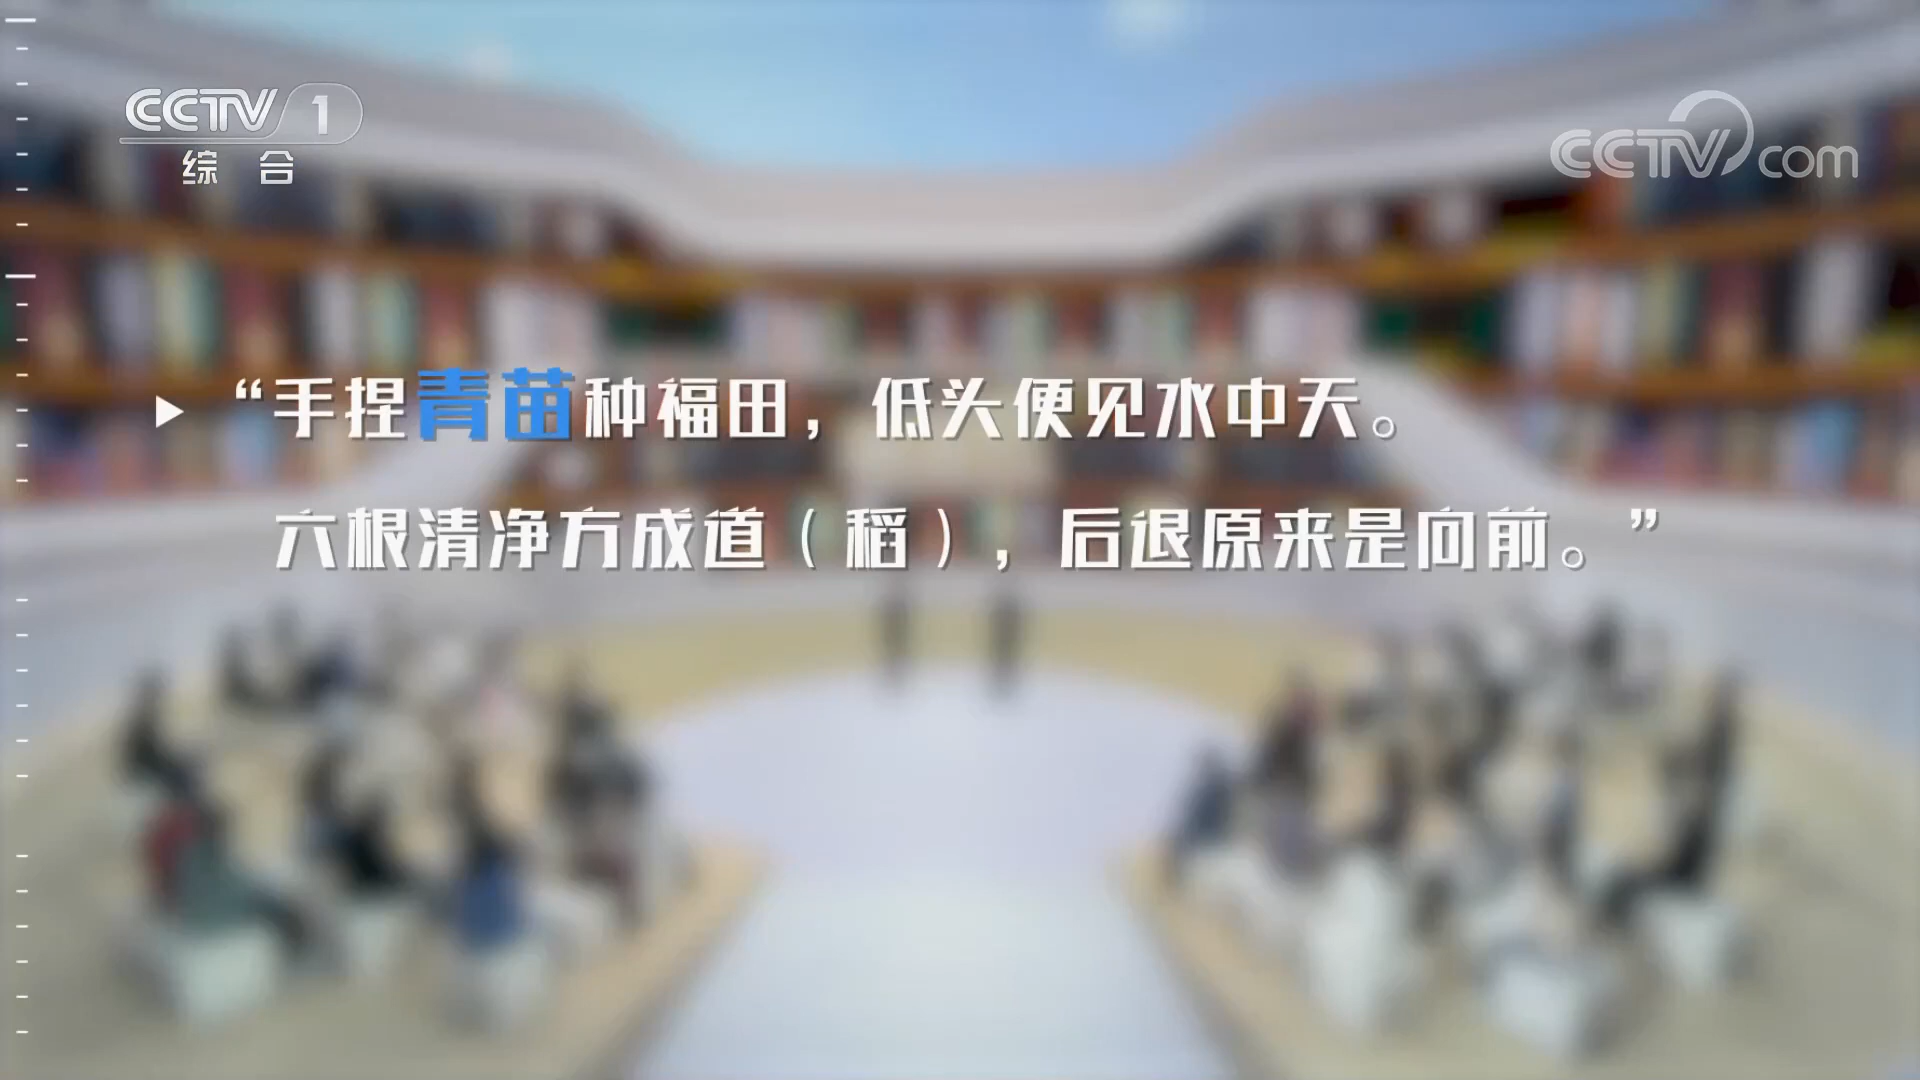 CCTV 1
综合
CCTV com
“手捏青苗种福田，低头便见水中天。
六根清净方成道（稻），后退原来是向前。”